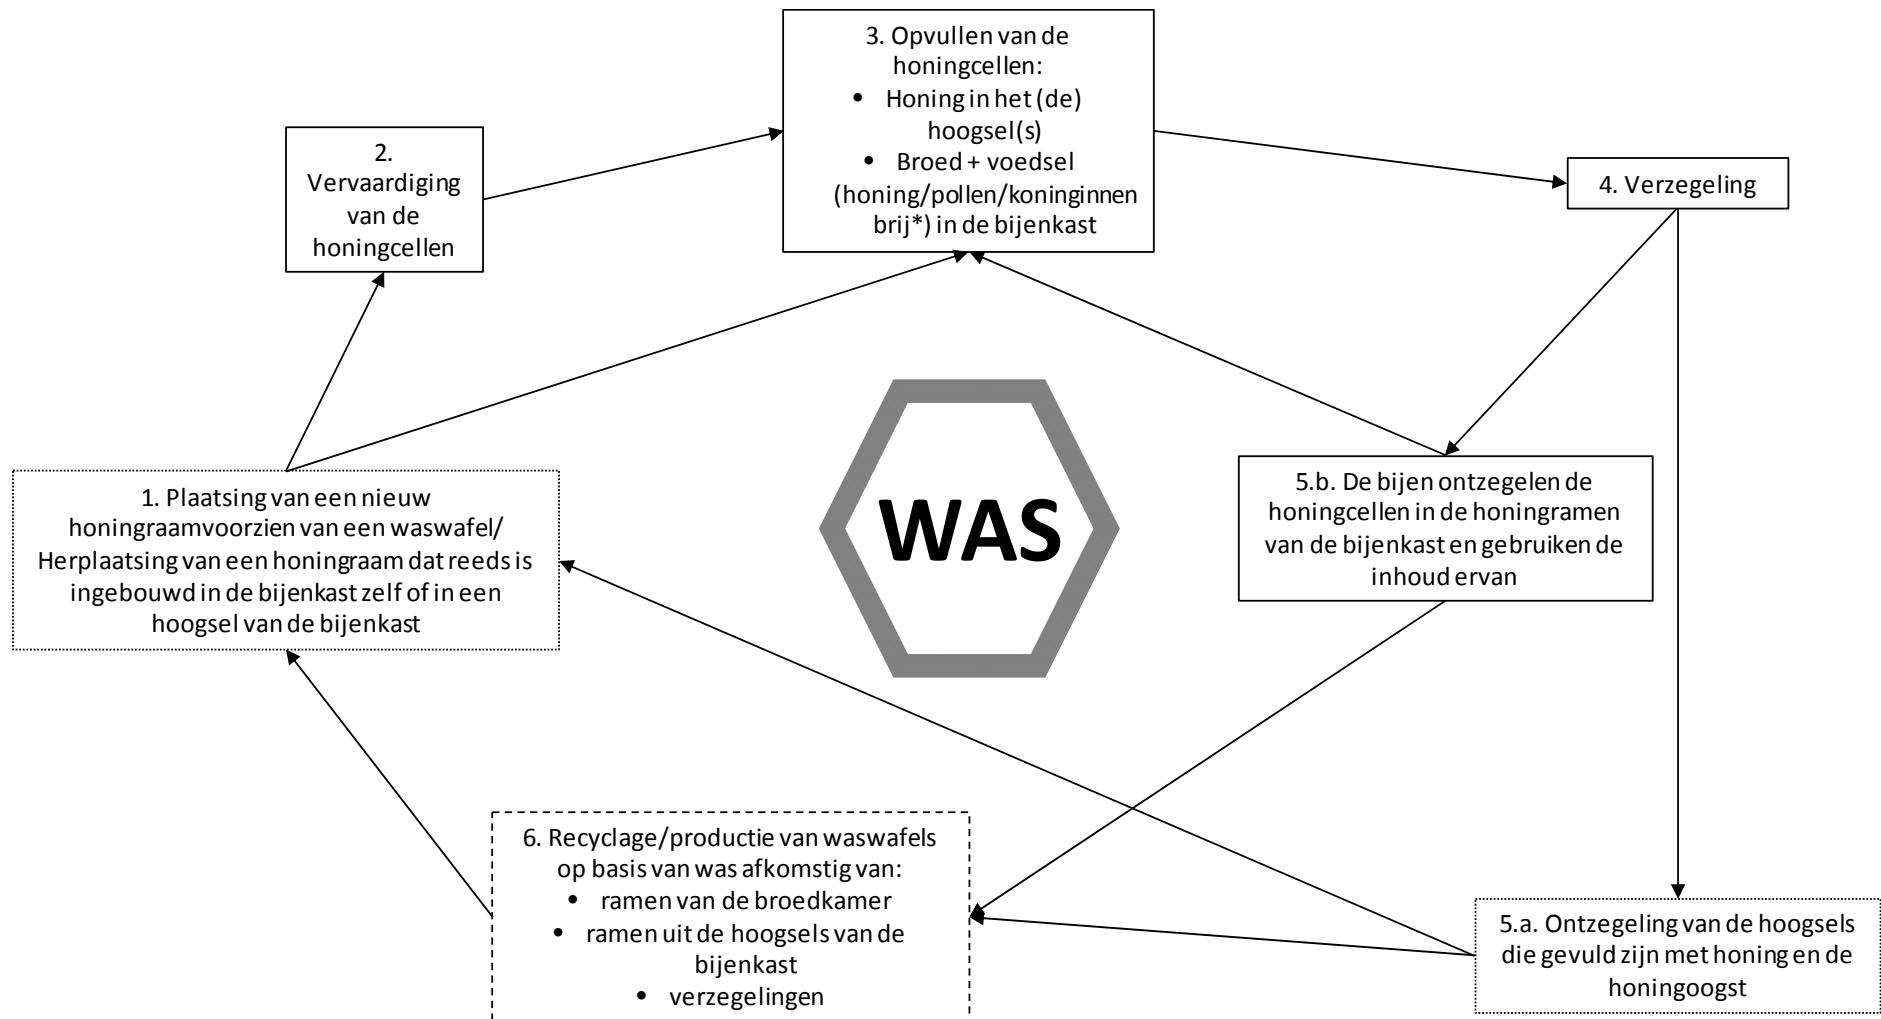 3. Opvullen van de
honingcellen:
• Honing in het (de)
hoogsel(s)
• Broed + voedsel
(honing/pollen/koninginnen
brij*) in de bijenkast
2.
Vervaardiging
van de
honingcellen
4. Verzegeling
1. Plaatsing van een nieuw
honingraamvoorzien van een waswafel/
Herplaatsing van een honingraam dat reeds is
ingebouwd in de bijenkast zelf of in een
hoogsel van de bijenkast
WAS
5.b. De bijen ontzegelen de
honingcellen in de honingramen
van de bijenkast en gebruiken de
inhoud ervan
6. Recyclage/productie van waswafels
op basis van was afkomstig van:
• ramen van de broedkamer
• ramen uit de hoogsels van de
bijenkast
• verzegelingen
5.a. Ontzegeling van de hoogsels
die gevuld zijn met honing en de
honingoogst